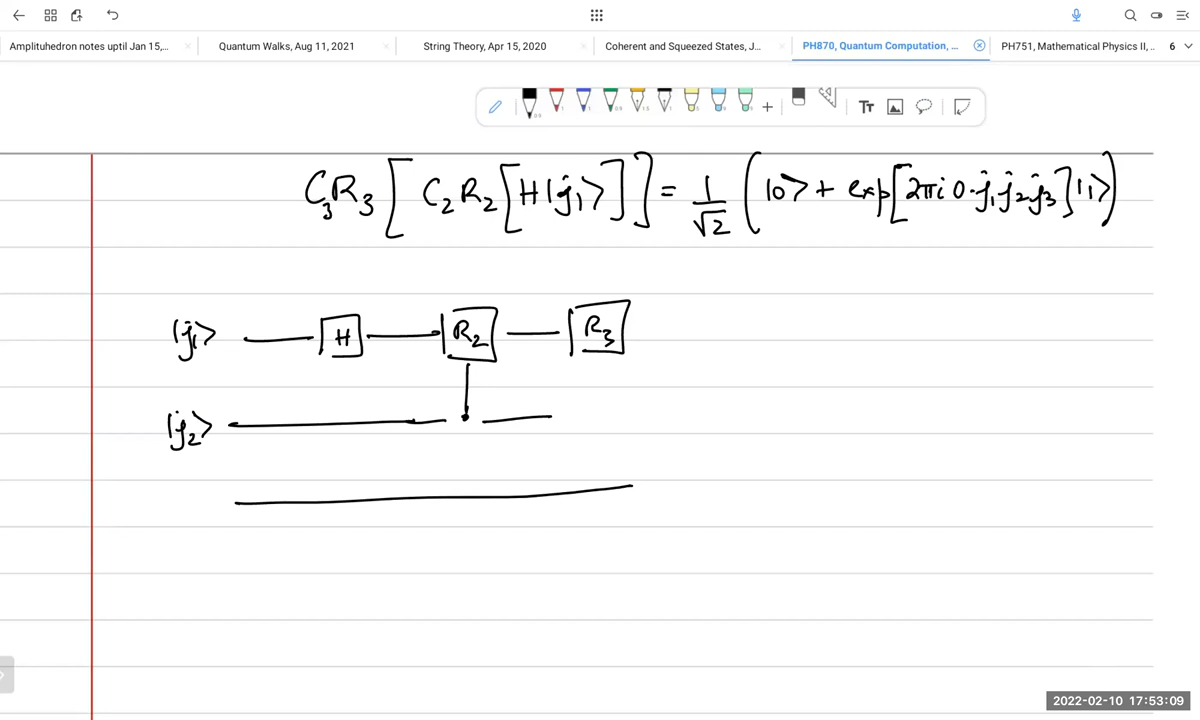 Amplituhedron notes uptil Jan 15,... Quantum Walks, Aug 11, 2021 String Theory, Apr 15, 2020 Coherent and Squeezed States, J... PH870, Quantum Computation, ... PH751, Mathematical Physics II, .. 6
Tт
C₃R₃[C₂R₂[H|j₁⟩]] = 1/√2 (|0⟩ + exp[2πi 0.j₁j₂j₃]|1⟩)
|j₁⟩ H R₂ R₃
|j₂⟩
2022-02-10 17:53:09